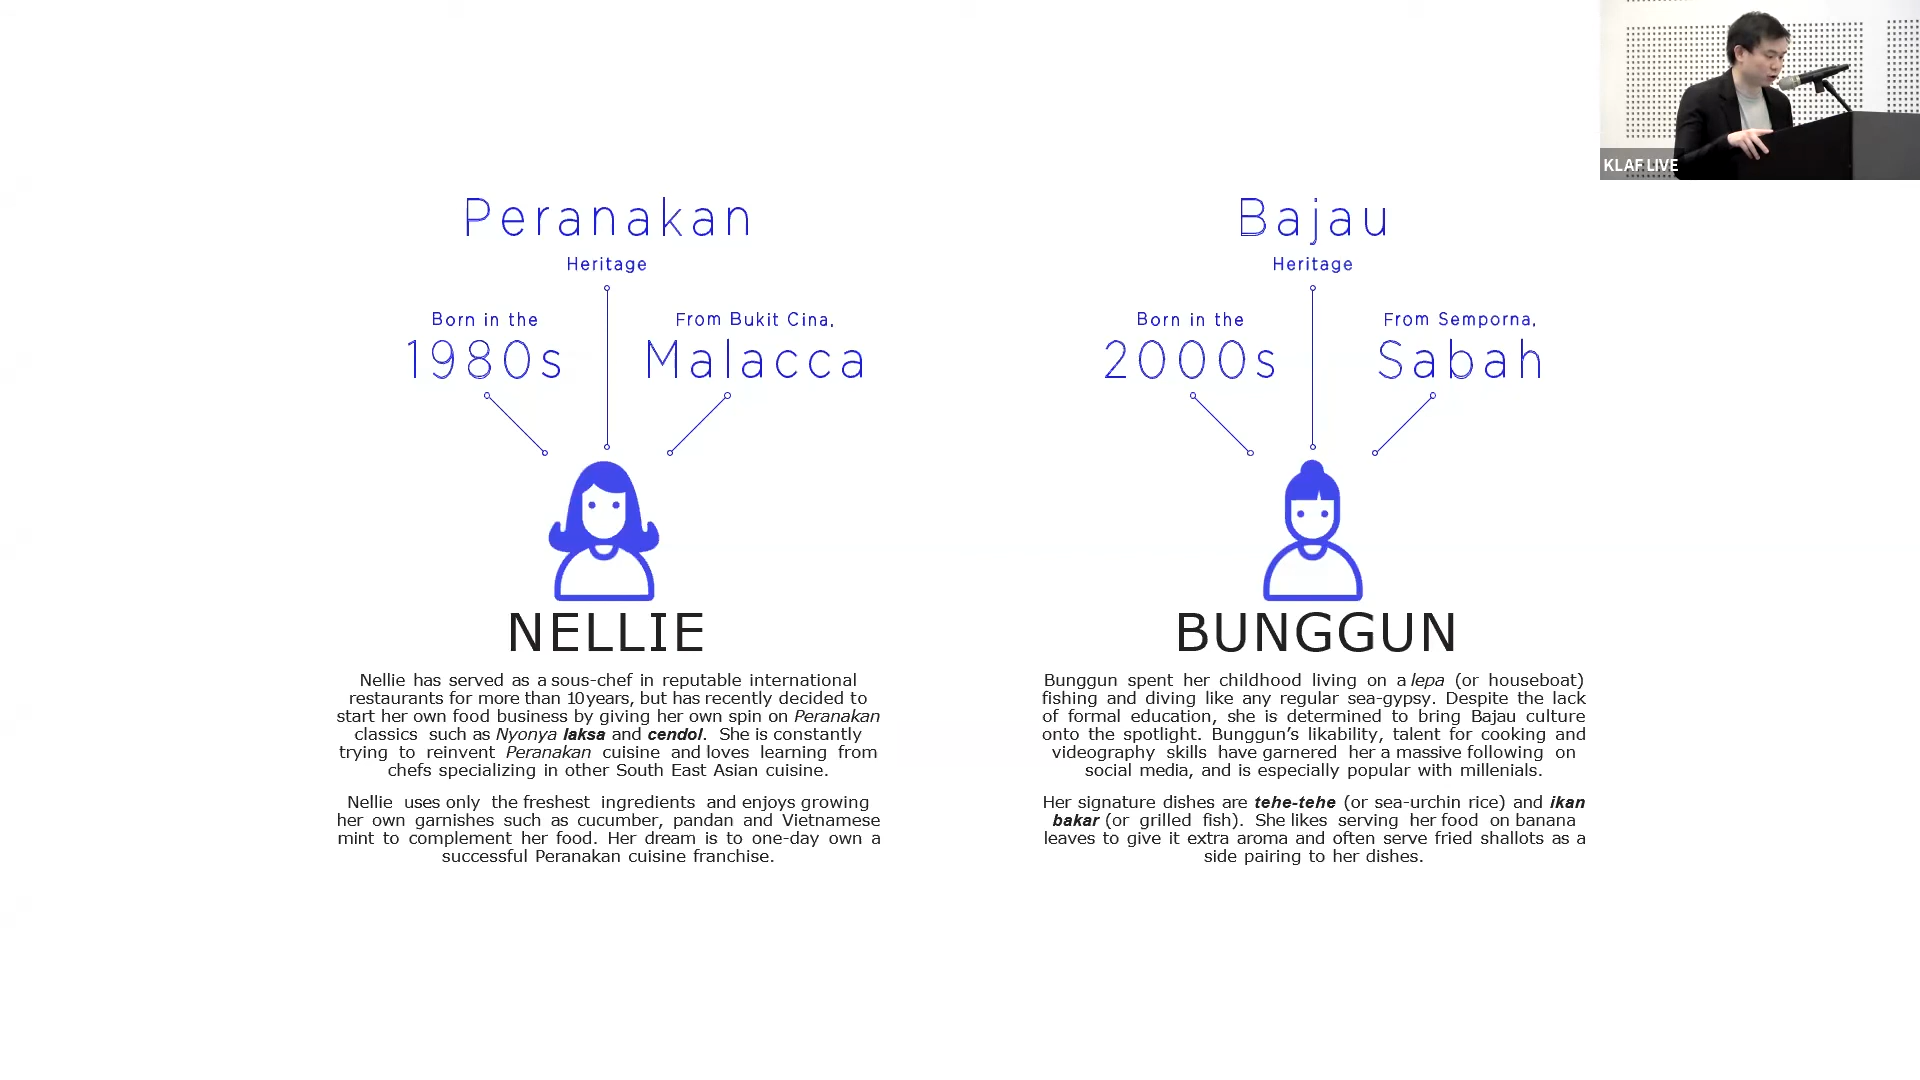 KLAF LIVE
Peranakan
Heritage
Born in the
1980s
From Bukit Cina,
Malacca
NELLIE
Nellie has served as a sous-chef in reputable international
restaurants for more than 10 years, but has recently decided to
start her own food business by giving her own spin on Peranakan
classics such as Nyonya laksa and cendol. She is constantly
trying to reinvent Peranakan cuisine and loves learning from
chefs specializing in other South East Asian cuisine.
Nellie uses only the freshest ingredients and enjoys growing
her own garnishes such as cucumber, pandan and Vietnamese
mint to complement her food. Her dream is to one-day own a
successful Peranakan cuisine franchise.
Bajau
Heritage
Born in the
2000s
From Semporna,
Sabah
BUNGGUN
Bunggun spent her childhood living on a lepa (or houseboat)
fishing and diving like any regular sea-gypsy. Despite the lack
of formal education, she is determined to bring Bajau culture
onto the spotlight. Bunggun’s likability, talent for cooking and
videography skills have garnered her a massive following on
social media, and is especially popular with millenials.
Her signature dishes are tehe-tehe (or sea-urchin rice) and ikan
bakar (or grilled fish). She likes serving her food on banana
leaves to give it extra aroma and often serve fried shallots as a
side pairing to her dishes.